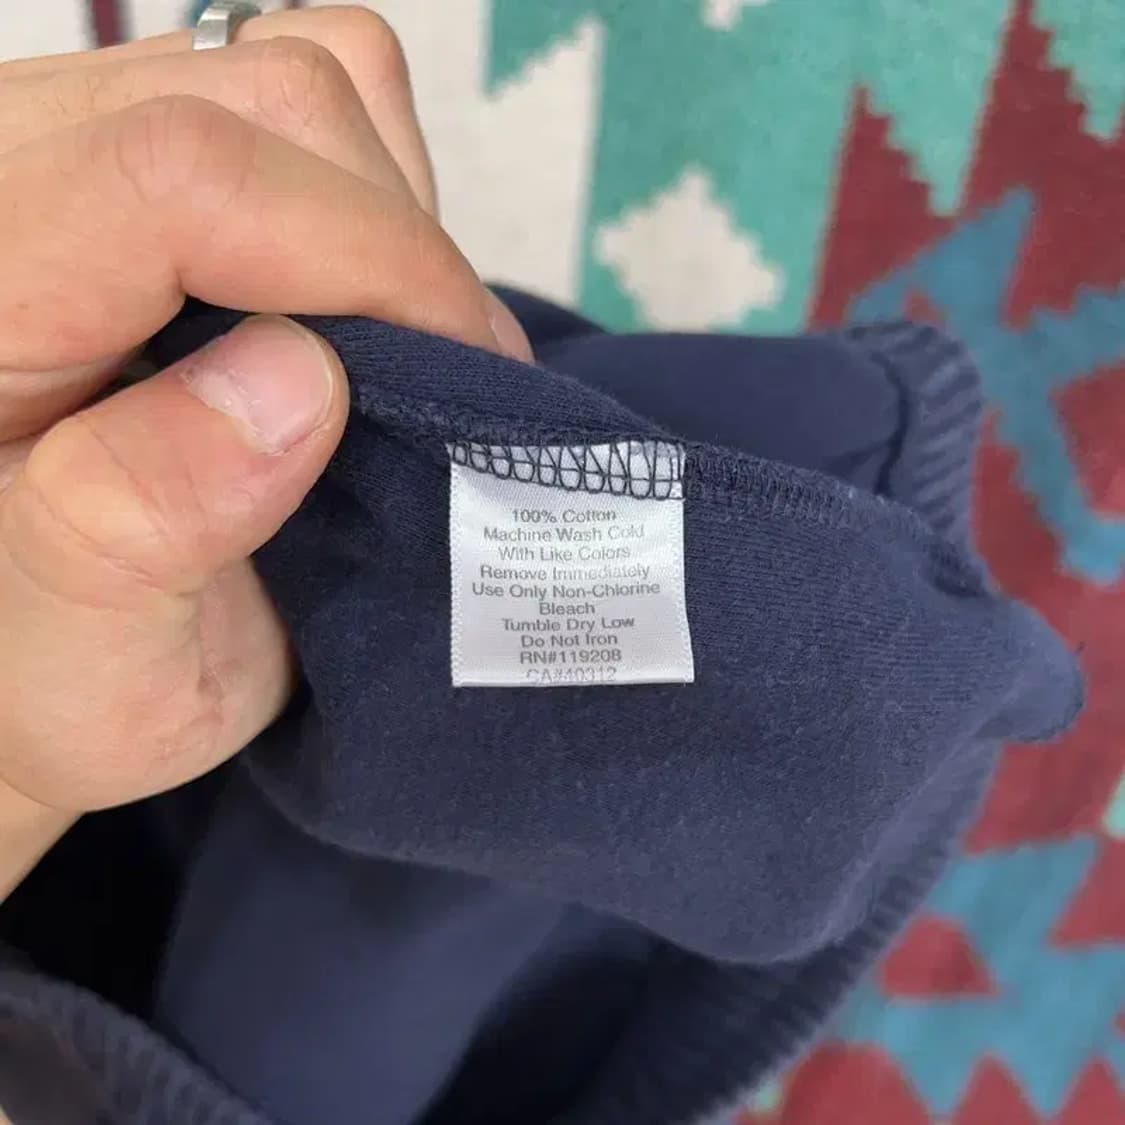 100% Cotton
Machine Wash Cold
With Like Colors
Remove Immediately
Use Only Non-Chlorine
Bleach
Tumble Dry Low
Do Not Iron
RN#119208
CA#40312